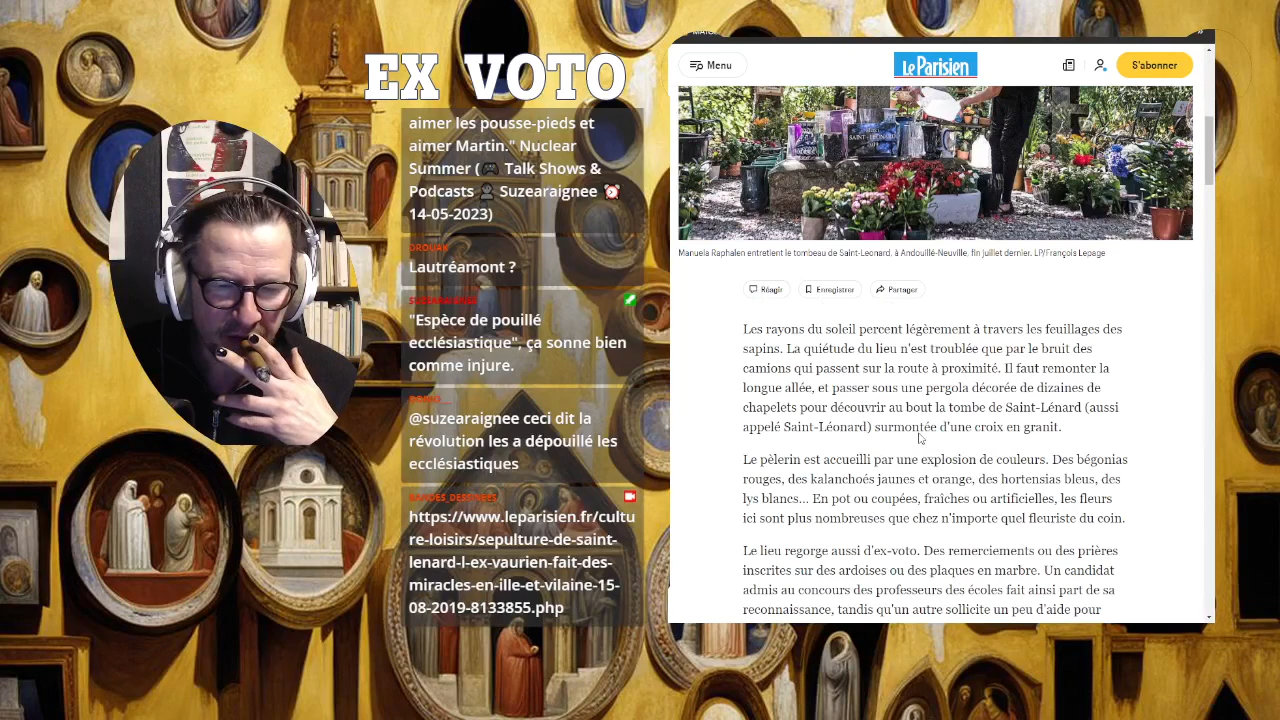 EX VOTO
aimer les pousse-pieds et
aimer Martin." Nuclear
Summer (🎮 Talk Shows &
Podcasts 👤 Suzearaignee ⏰
14-05-2023)
DROUAN
Lautréamont ?
SUZEARAIGNEE
"Espèce de pouillé
ecclésiastique", ça sonne bien
comme injure.
@suzearaignee ceci dit la
révolution les a dépouillé les
ecclésiastiques
BANDES_DESSINEES
https://www.leparisien.fr/cultu
re-loisirs/sepulture-de-saint-
lenard-l-ex-vaurien-fait-des-
miracles-en-ille-et-vilaine-15-
08-2019-8133855.php
Menu
Le Parisien
S'abonner
SAINT-LEONARD
Manuela Raphalen entretient le tombeau de Saint-Leonard, à Andouillé-Neuville, fin juillet dernier. LP/François Lepage
Réagir
Enregistrer
Partager
Les rayons du soleil percent légèrement à travers les feuillages des
sapins. La quiétude du lieu n'est troublée que par le bruit des
camions qui passent sur la route à proximité. Il faut remonter la
longue allée, et passer sous une pergola décorée de dizaines de
chapelets pour découvrir au bout la tombe de Saint-Lénard (aussi
appelé Saint-Léonard) surmontée d'une croix en granit.
Le pèlerin est accueilli par une explosion de couleurs. Des bégonias
rouges, des kalanchoés jaunes et orange, des hortensias bleus, des
lys blancs... En pot ou coupées, fraîches ou artificielles, les fleurs
ici sont plus nombreuses que chez n'importe quel fleuriste du coin.
Le lieu regorge aussi d'ex-voto. Des remerciements ou des prières
inscrites sur des ardoises ou des plaques en marbre. Un candidat
admis au concours des professeurs des écoles fait ainsi part de sa
reconnaissance, tandis qu'un autre sollicite un peu d'aide pour